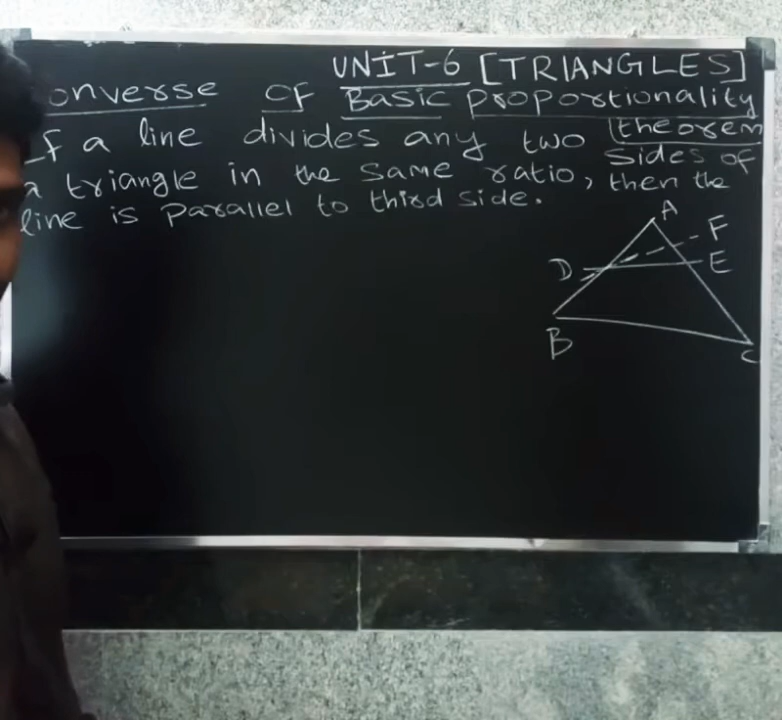 UNIT-6 [TRIANGLES]
onverse OF Basic proportionality
If a line divides any two (theorem
sides of
a triangle in the same ratio, then the
line is parallel to third side.
A
F
D E
B
C